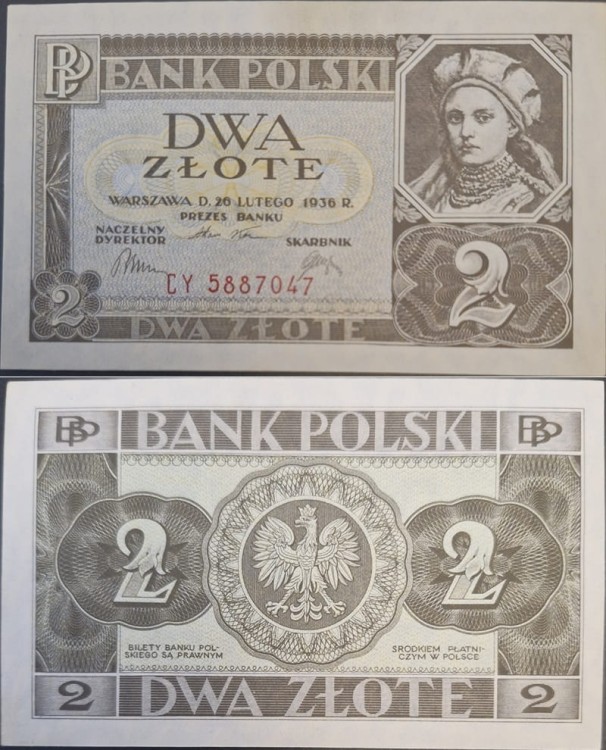 BP BANK POLSKI
DWA
ZŁOTE
WARSZAWA D. 26 LUTEGO 1936 R.
PREZES BANKU
NACZELNY
DYREKTOR
SKARBNIK
CY 5887047
2
2
DWA ZŁOTE
BP BANK POLSKI BP
2 2
BILETY BANKU POL-
SKIEGO SĄ PRAWNYM
ŚRODKIEM PŁATNI-
CZYM W POLSCE
2 DWA ZŁOTE 2